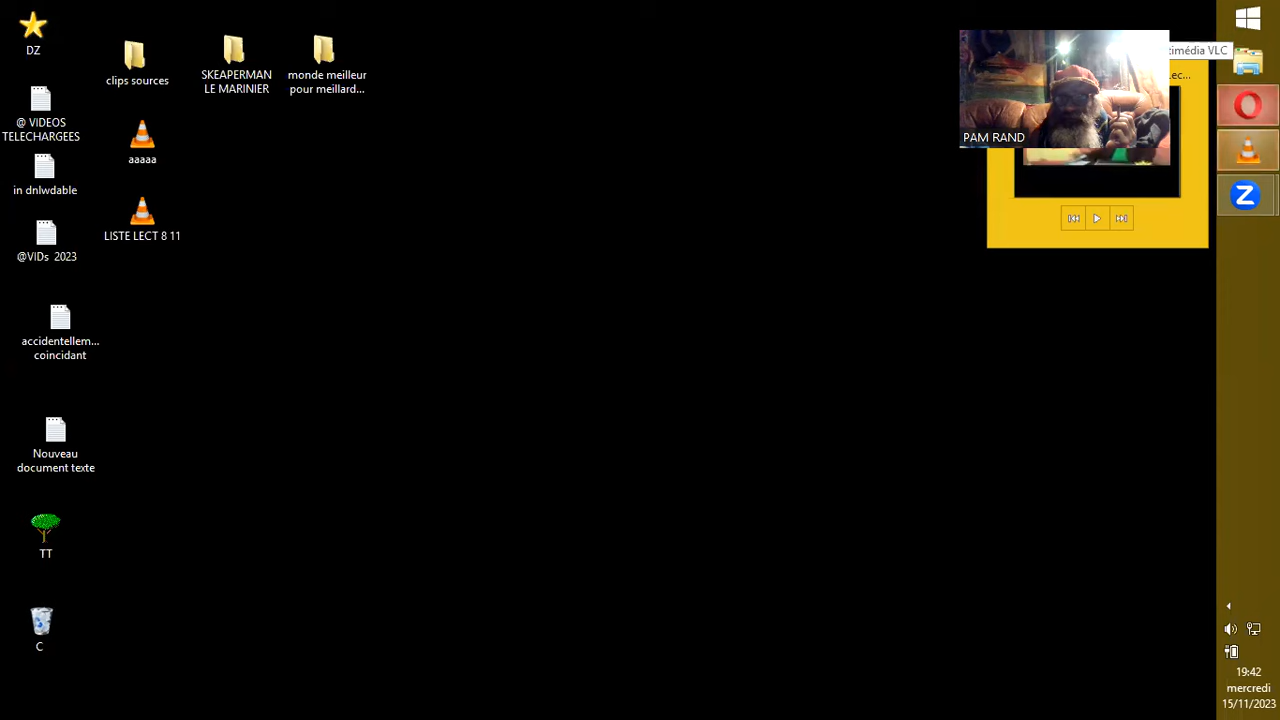 DZ
clips sources
SKEAPERMAN
LE MARINIER
monde meilleur
pour meillard...
@ VIDEOS
TELECHARGEES
aaaaa
in dnlwdable
LISTE LECT 8 11
@VIDs 2023
accidentellem...
coincidant
Nouveau
document texte
TT
C
PAM RAND
timédia VLC
Lec...
Z
19:42
mercredi
15/11/2023